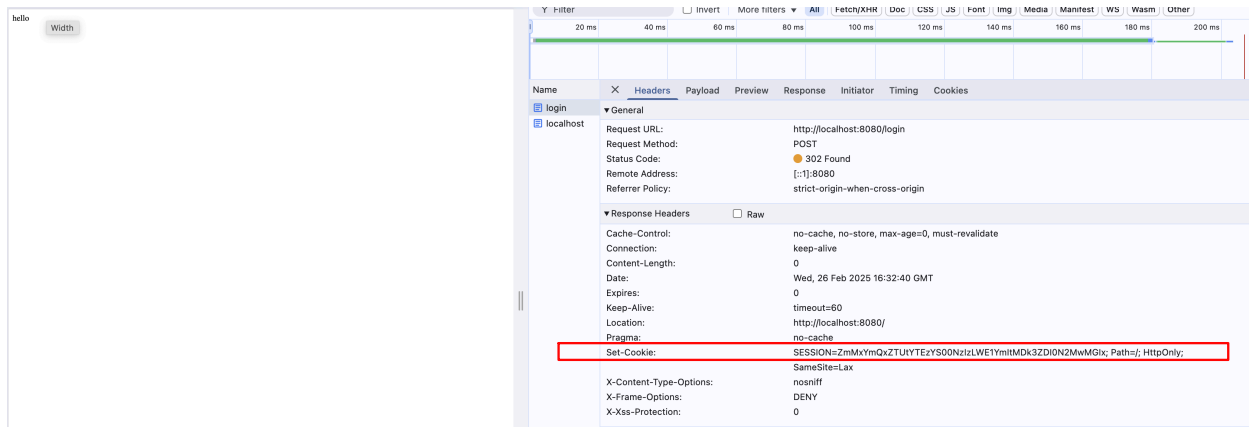 hello
Width
Filter
Invert More filters All Fetch/XHR Doc CSS JS Font Img Media Manifest WS Wasm Other
20 ms 40 ms 60 ms 80 ms 100 ms 120 ms 140 ms 160 ms 180 ms 200 ms
Name
login
localhost
Headers Payload Preview Response Initiator Timing Cookies
General
Request URL: http://localhost:8080/login
Request Method: POST
Status Code: 302 Found
Remote Address: [::1]:8080
Referrer Policy: strict-origin-when-cross-origin
Response Headers Raw
Cache-Control: no-cache, no-store, max-age=0, must-revalidate
Connection: keep-alive
Content-Length: 0
Date: Wed, 26 Feb 2025 16:32:40 GMT
Expires: 0
Keep-Alive: timeout=60
Location: http://localhost:8080/
Pragma: no-cache
Set-Cookie: SESSION=ZmMxYmQxZTUtYTEzYS00NzIzLWE1YmItMDk3ZDI0N2MwMGIx; Path=/; HttpOnly;
SameSite=Lax
X-Content-Type-Options: nosniff
X-Frame-Options: DENY
X-Xss-Protection: 0